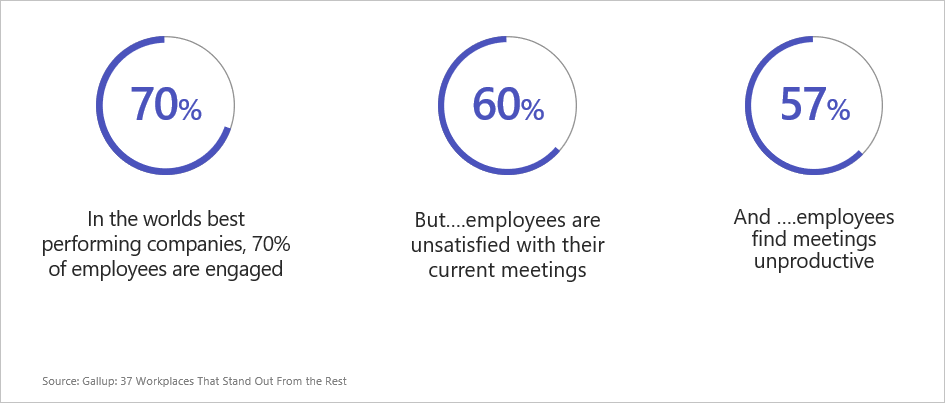 70%
60%
57%
In the worlds best
performing companies, 70%
of employees are engaged
But....employees are
unsatisfied with their
current meetings
And ....employees
find meetings
unproductive
Source: Gallup: 37 Workplaces That Stand Out From the Rest